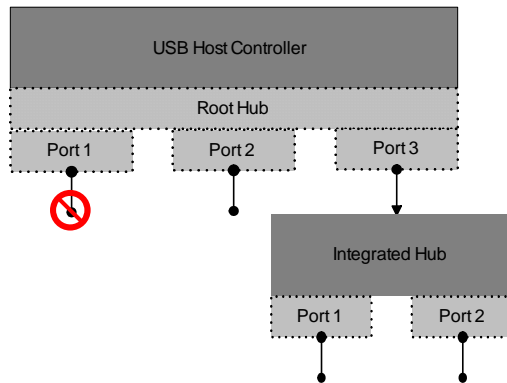 USB Host Controller
Root Hub
Port 1
Port 2
Port 3
Integrated Hub
Port 1
Port 2